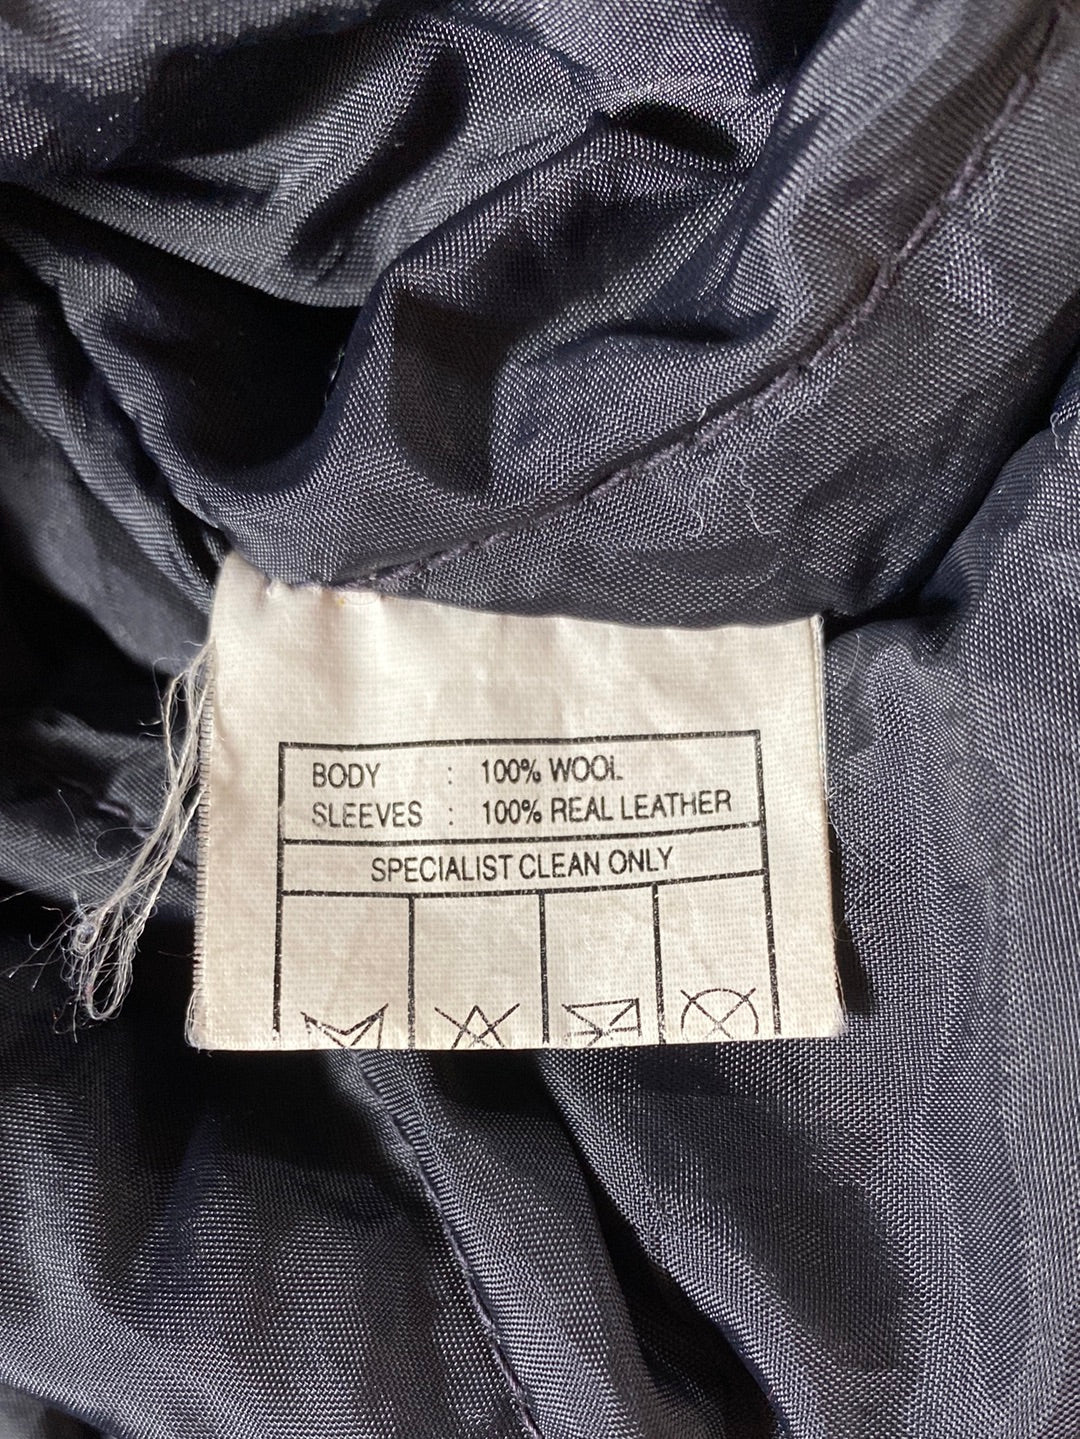 BODY : 100% WOOL
SLEEVES : 100% REAL LEATHER
SPECIALIST CLEAN ONLY